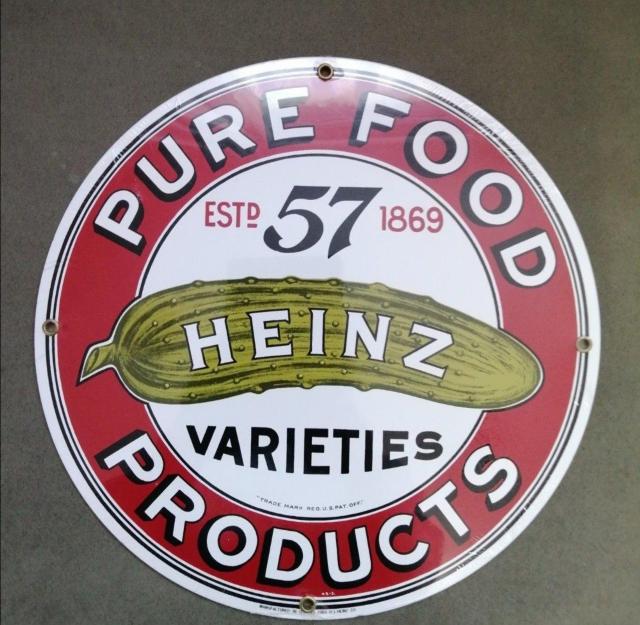 PURE FOOD
ESTD 57 1869
HEINZ
VARIETIES
"TRADE MARK REG. U.S. PAT. OFF."
PRODUCTS